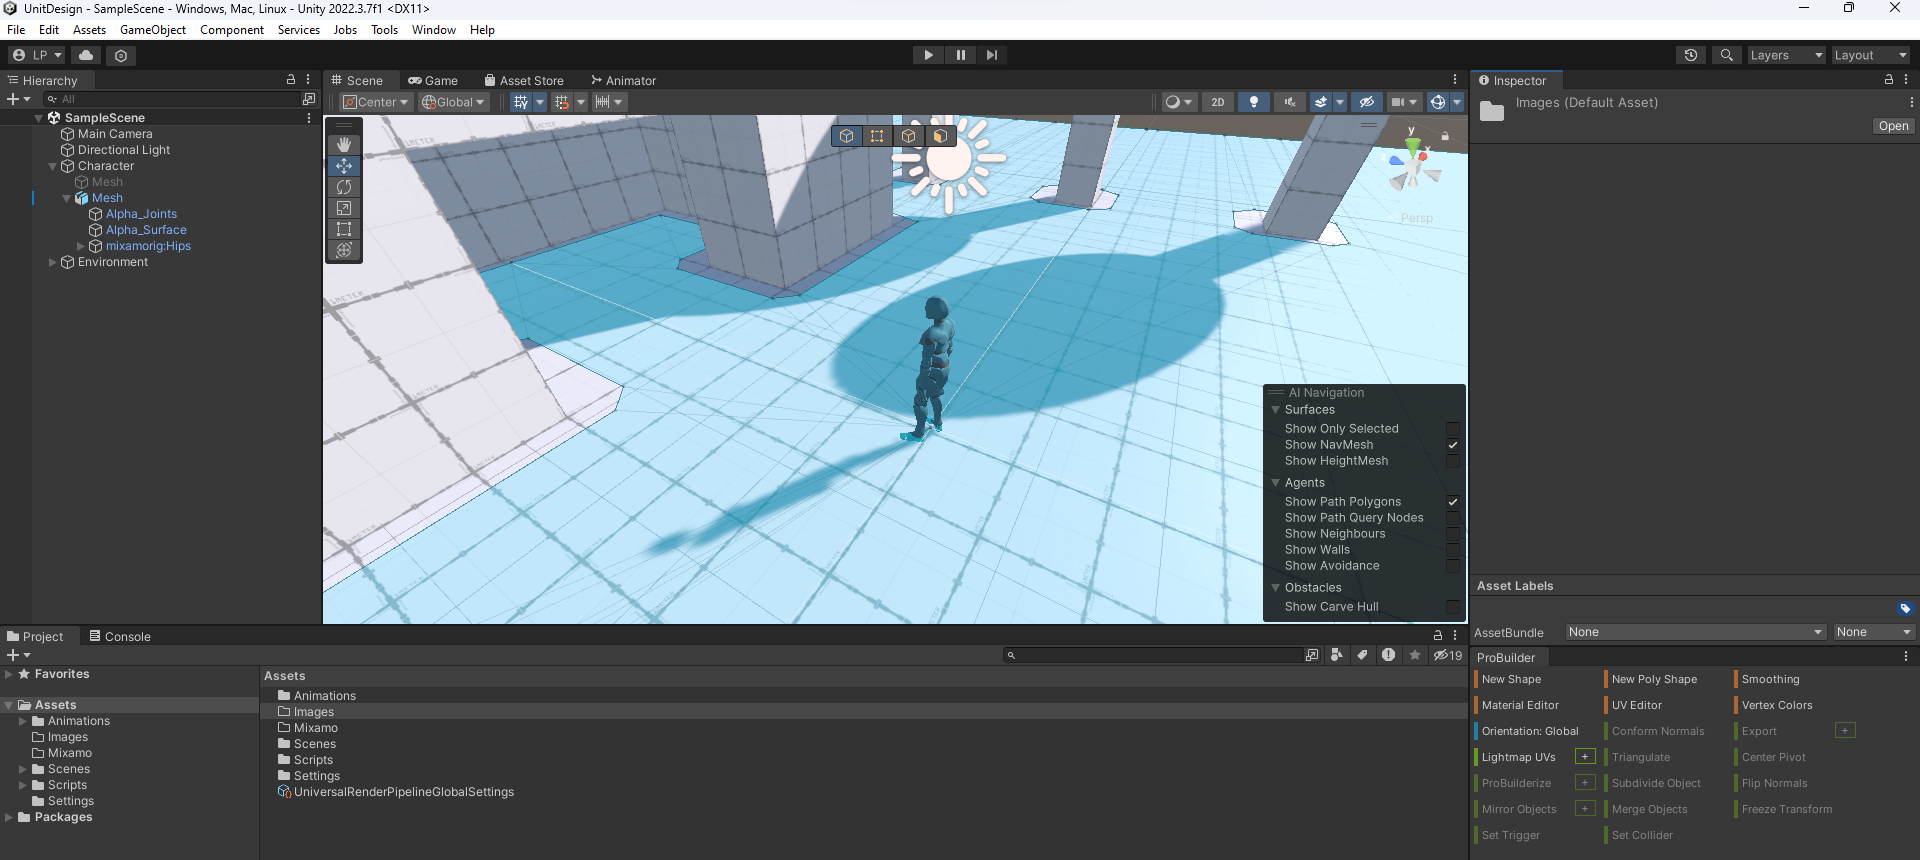 UnitDesign - SampleScene - Windows, Mac, Linux - Unity 2022.3.7f1 <DX11>
File Edit Assets GameObject Component Services Jobs Tools Window Help
LP Layers Layout
Hierarchy
All
SampleScene
Main Camera
Directional Light
Character
Mesh
Mesh
Alpha_Joints
Alpha_Surface
mixamorig:Hips
Environment
Scene Game Asset Store Animator
Center Global 2D
y
x
z
Persp
METER
AI Navigation
Surfaces
Show Only Selected
Show NavMesh
Show HeightMesh
Agents
Show Path Polygons
Show Path Query Nodes
Show Neighbours
Show Walls
Show Avoidance
Obstacles
Show Carve Hull
Inspector
Images (Default Asset)
Open
Asset Labels
AssetBundle None None
Project Console
19
Favorites
Assets
Animations
Images
Mixamo
Scenes
Scripts
Settings
Packages
Assets
Animations
Images
Mixamo
Scenes
Scripts
Settings
UniversalRenderPipelineGlobalSettings
ProBuilder
New Shape New Poly Shape Smoothing
Material Editor UV Editor Vertex Colors
Orientation: Global Conform Normals Export +
Lightmap UVs + Triangulate Center Pivot
ProBuilderize + Subdivide Object Flip Normals
Mirror Objects + Merge Objects Freeze Transform
Set Trigger Set Collider